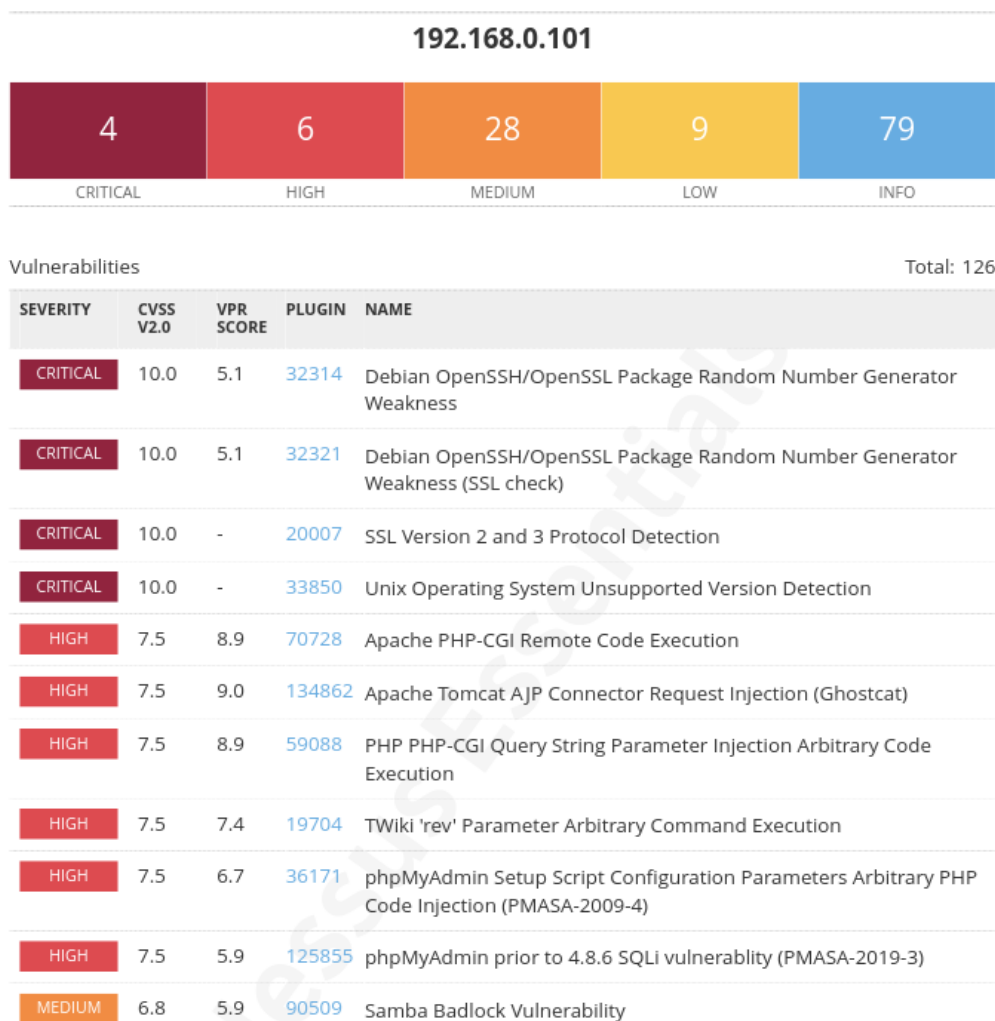 192.168.0.101
4 6 28 9 79
CRITICAL HIGH MEDIUM LOW INFO
Vulnerabilities Total: 126
SEVERITY CVSS V2.0 VPR SCORE PLUGIN NAME
CRITICAL 10.0 5.1 32314 Debian OpenSSH/OpenSSL Package Random Number Generator
Weakness
CRITICAL 10.0 5.1 32321 Debian OpenSSH/OpenSSL Package Random Number Generator
Weakness (SSL check)
CRITICAL 10.0 - 20007 SSL Version 2 and 3 Protocol Detection
CRITICAL 10.0 - 33850 Unix Operating System Unsupported Version Detection
HIGH 7.5 8.9 70728 Apache PHP-CGI Remote Code Execution
HIGH 7.5 9.0 134862 Apache Tomcat AJP Connector Request Injection (Ghostcat)
HIGH 7.5 8.9 59088 PHP PHP-CGI Query String Parameter Injection Arbitrary Code
Execution
HIGH 7.5 7.4 19704 TWiki 'rev' Parameter Arbitrary Command Execution
HIGH 7.5 6.7 36171 phpMyAdmin Setup Script Configuration Parameters Arbitrary PHP
Code Injection (PMASA-2009-4)
HIGH 7.5 5.9 125855 phpMyAdmin prior to 4.8.6 SQLi vulnerablity (PMASA-2019-3)
MEDIUM 6.8 5.9 90509 Samba Badlock Vulnerability
essus Essentials